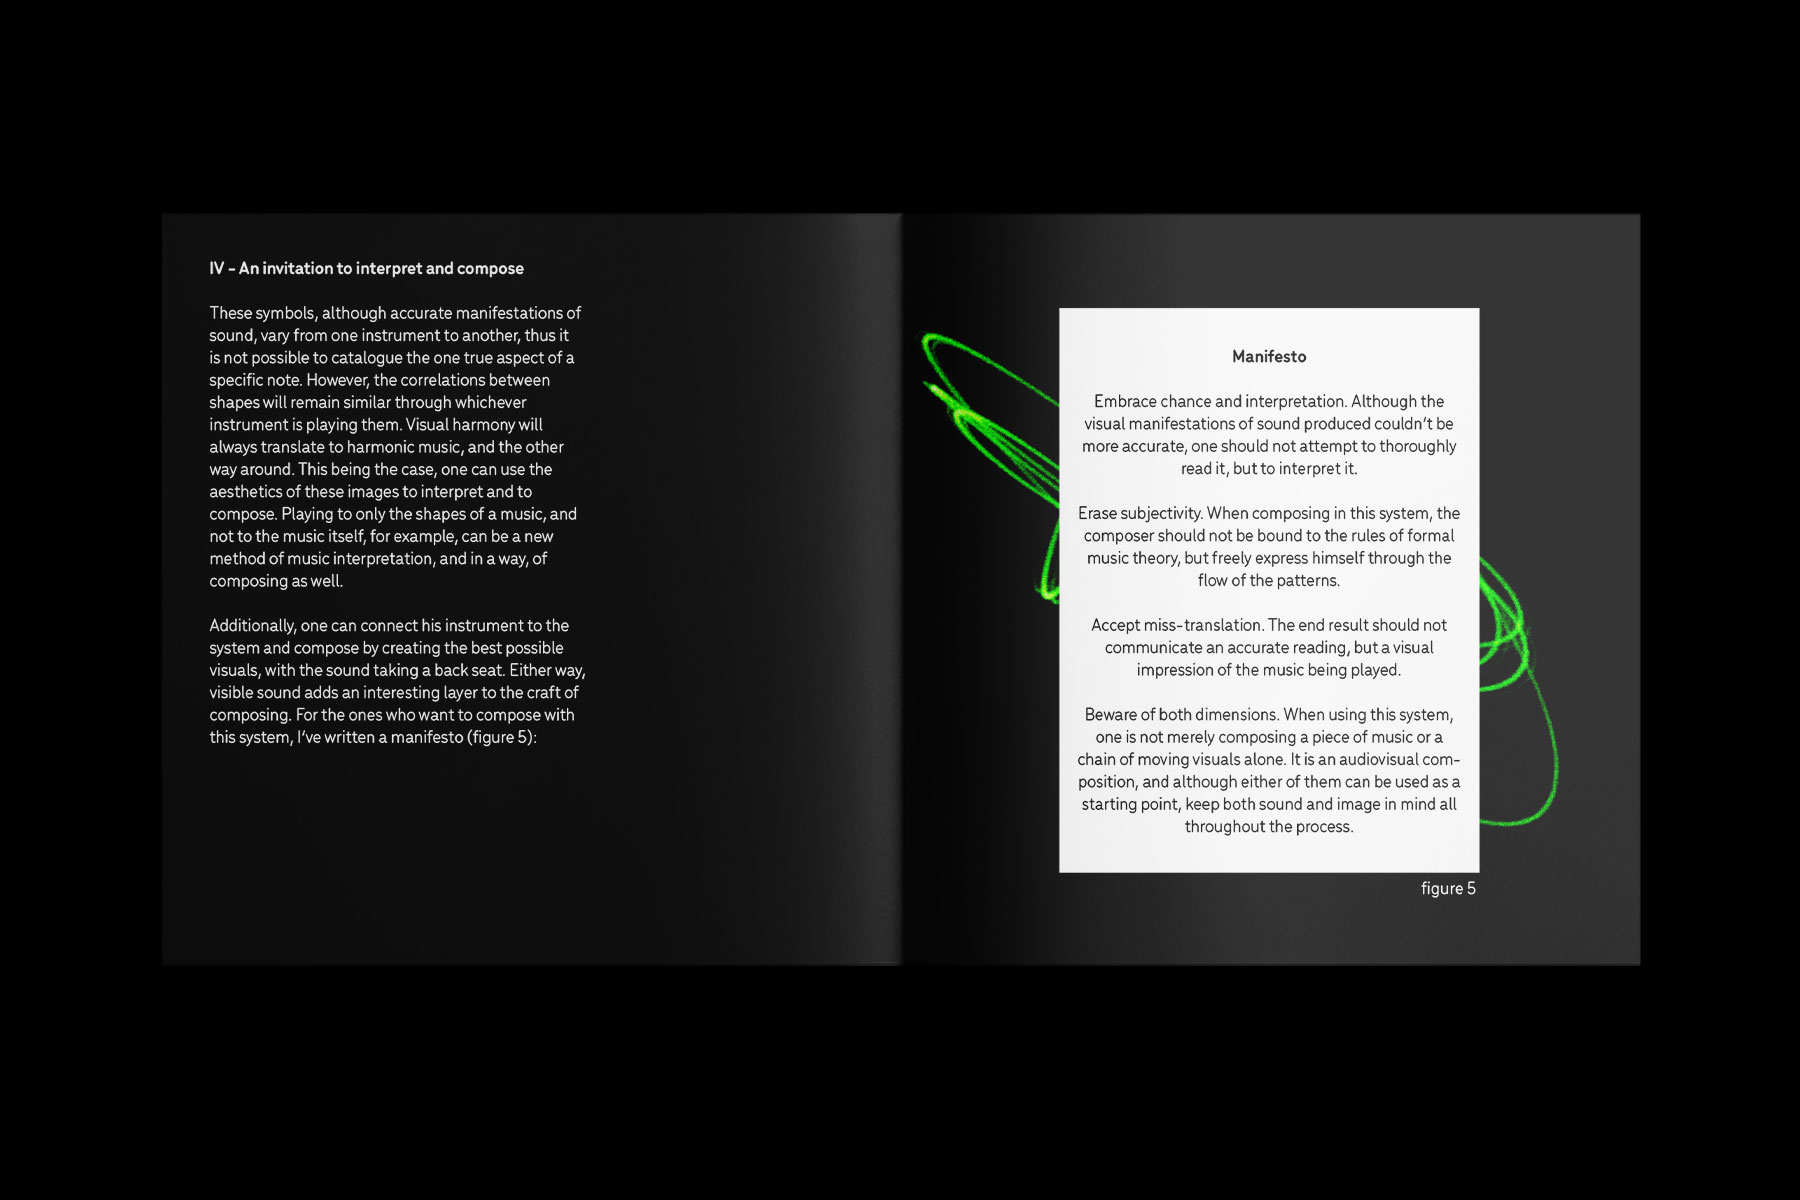 IV – An invitation to interpret and compose
These symbols, although accurate manifestations of
sound, vary from one instrument to another, thus it
is not possible to catalogue the one true aspect of a
specific note. However, the correlations between
shapes will remain similar through whichever
instrument is playing them. Visual harmony will
always translate to harmonic music, and the other
way around. This being the case, one can use the
aesthetics of these images to interpret and to
compose. Playing to only the shapes of a music, and
not to the music itself, for example, can be a new
method of music interpretation, and in a way, of
composing as well.
Additionally, one can connect his instrument to the
system and compose by creating the best possible
visuals, with the sound taking a back seat. Either way,
visible sound adds an interesting layer to the craft of
composing. For the ones who want to compose with
this system, I've written a manifesto (figure 5):
Manifesto
Embrace chance and interpretation. Although the
visual manifestations of sound produced couldn't be
more accurate, one should not attempt to thoroughly
read it, but to interpret it.
Erase subjectivity. When composing in this system, the
composer should not be bound to the rules of formal
music theory, but freely express himself through the
flow of the patterns.
Accept miss-translation. The end result should not
communicate an accurate reading, but a visual
impression of the music being played.
Beware of both dimensions. When using this system,
one is not merely composing a piece of music or a
chain of moving visuals alone. It is an audiovisual com-
position, and although either of them can be used as a
starting point, keep both sound and image in mind all
throughout the process.
figure 5